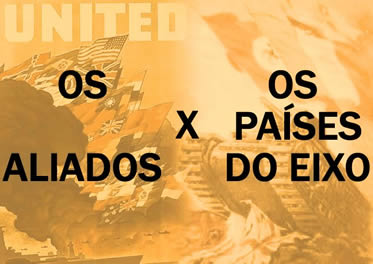 UNITED
OS
ALIADOS
X
OS
PAÍSES
DO EIXO